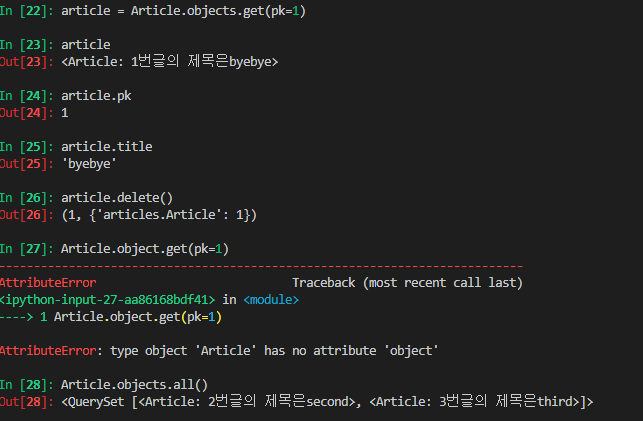 In [22]: article = Article.objects.get(pk=1)
In [23]: article
Out[23]: <Article: 1번글의 제목은byebye>
In [24]: article.pk
Out[24]: 1
In [25]: article.title
Out[25]: 'byebye'
In [26]: article.delete()
Out[26]: (1, {'articles.Article': 1})
In [27]: Article.object.get(pk=1)
---------------------------------------------------------------------------
AttributeError                            Traceback (most recent call last)
<ipython-input-27-aa86168bdf41> in <module>
----> 1 Article.object.get(pk=1)
AttributeError: type object 'Article' has no attribute 'object'
In [28]: Article.objects.all()
Out[28]: <QuerySet [<Article: 2번글의 제목은second>, <Article: 3번글의 제목은third>]>